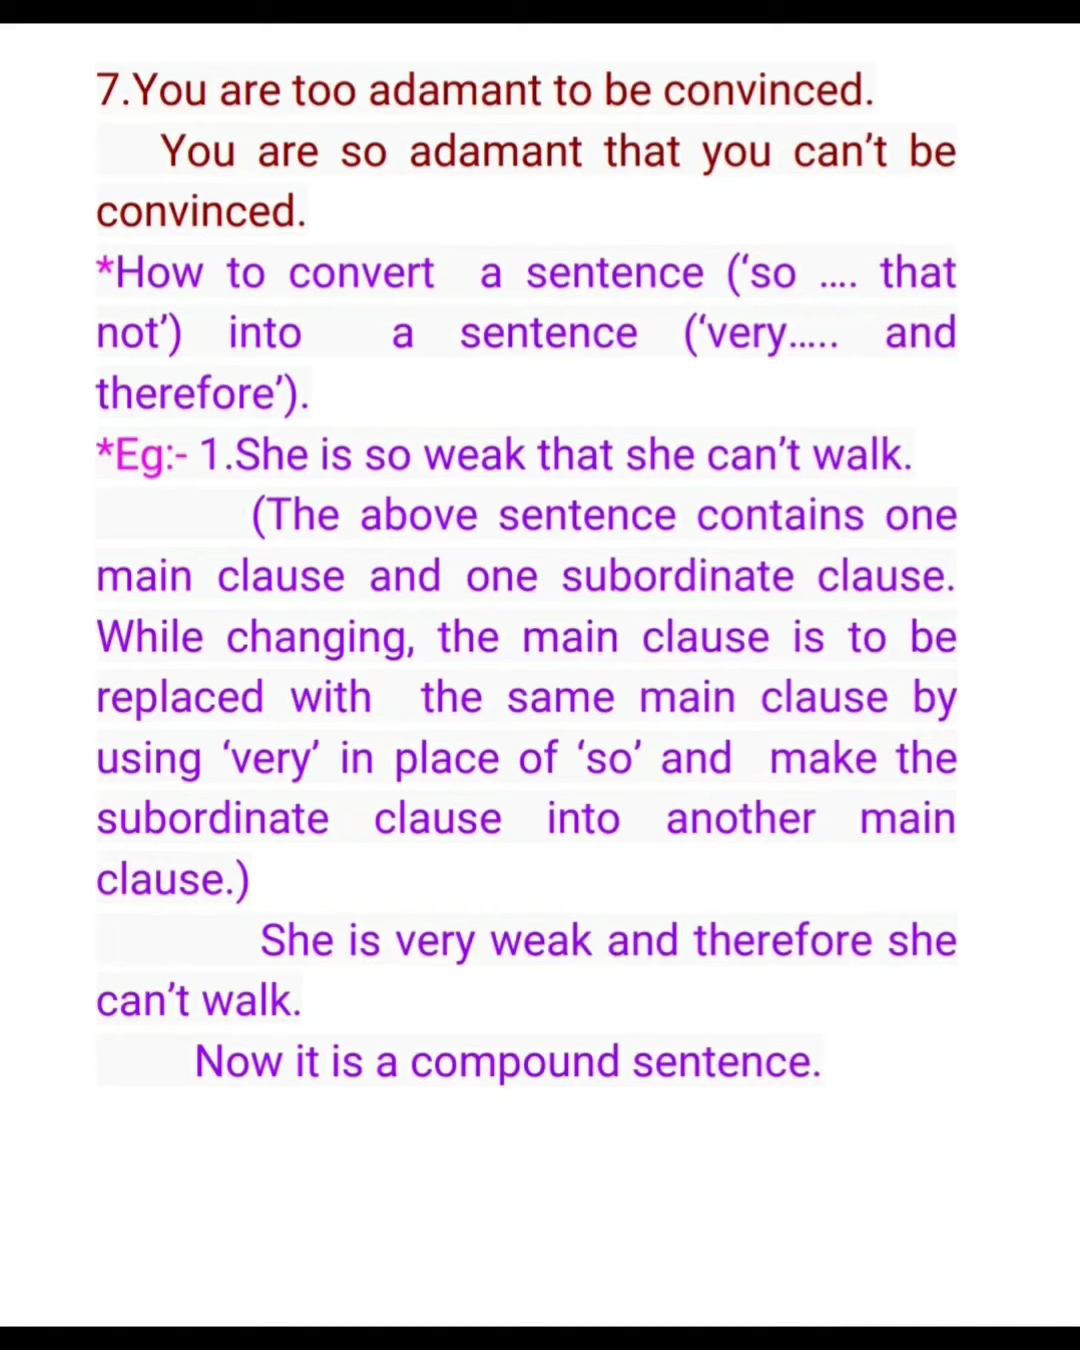 7.You are too adamant to be convinced.
You are so adamant that you can’t be
convinced.
*How to convert a sentence (‘so .... that
not’) into a sentence (‘very..... and
therefore’).
*Eg:- 1.She is so weak that she can’t walk.
(The above sentence contains one
main clause and one subordinate clause.
While changing, the main clause is to be
replaced with the same main clause by
using ‘very’ in place of ‘so’ and make the
subordinate clause into another main
clause.)
She is very weak and therefore she
can’t walk.
Now it is a compound sentence.